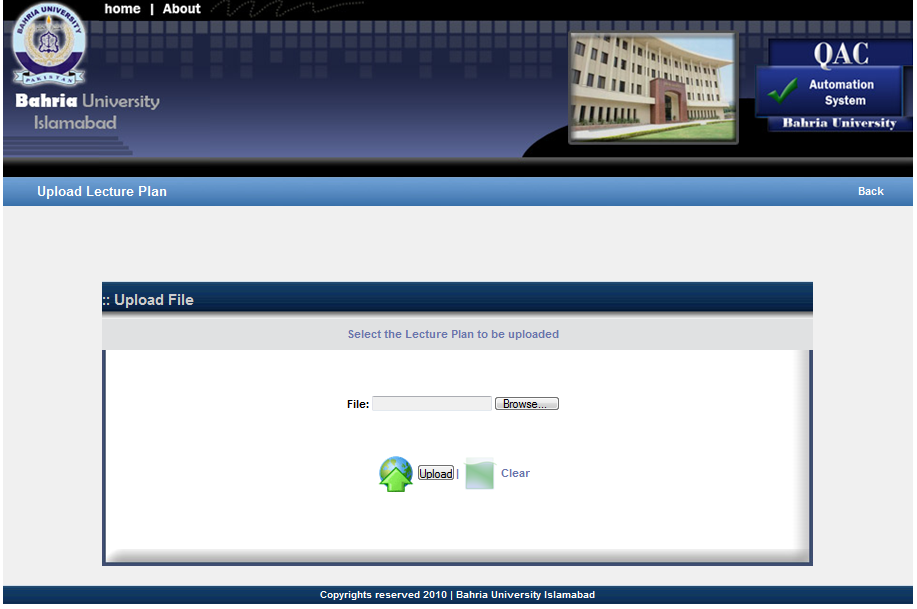 home | About
BAHRIA UNIVERSITY
PAKISTAN
Bahria University
Islamabad
QAC
Automation
System
Bahria University
Upload Lecture Plan
Back
:: Upload File
Select the Lecture Plan to be uploaded
File:
Browse...
Upload | Clear
Copyrights reserved 2010 | Bahria University Islamabad